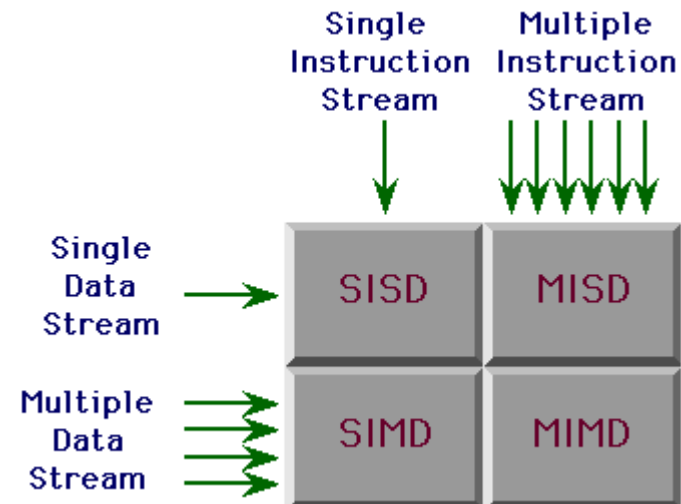 Single
Instruction
Stream
Multiple
Instruction
Stream
Single
Data
Stream
SISD
MISD
Multiple
Data
Stream
SIMD
MIMD